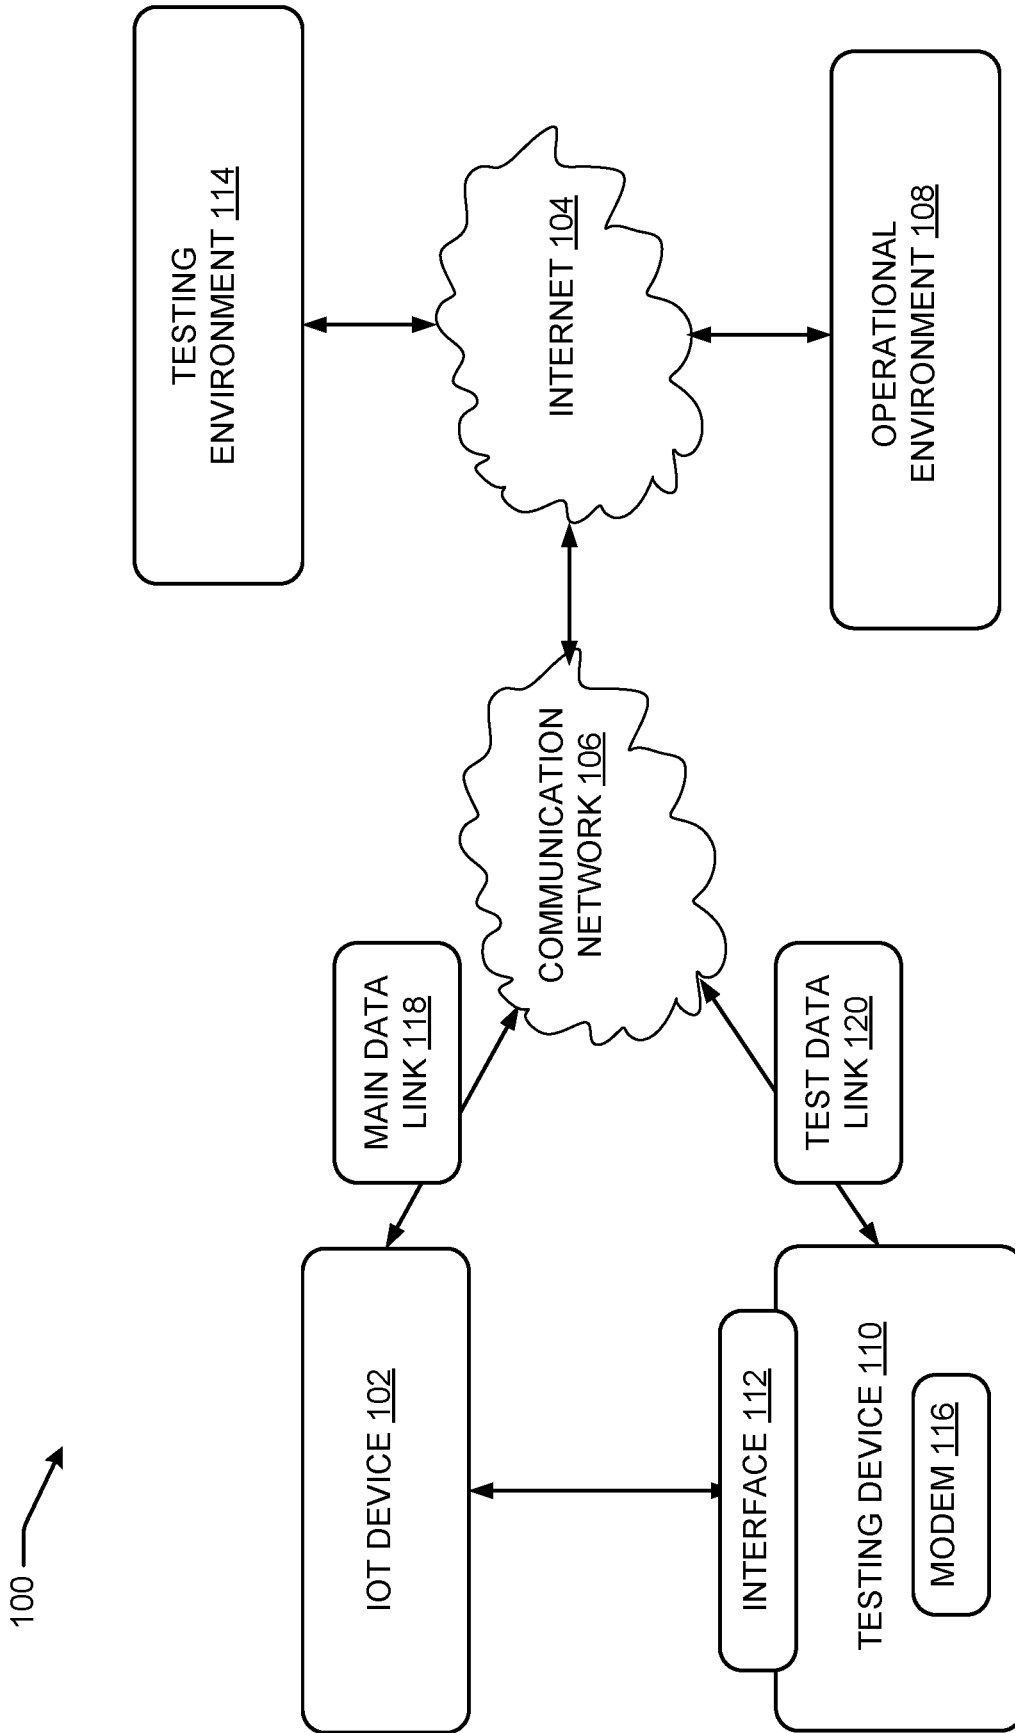 100
IOT DEVICE 102
MAIN DATA
LINK 118
TESTING
ENVIRONMENT 114
COMMUNICATION
NETWORK 106
INTERNET 104
INTERFACE 112
TESTING DEVICE 110
MODEM 116
TEST DATA
LINK 120
OPERATIONAL
ENVIRONMENT 108